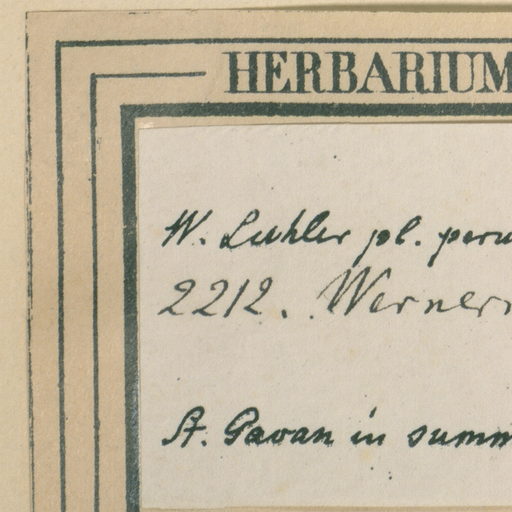 HERBARIUM
W. Lechler pl. peru
2212. Werner
St. Gavan in summ